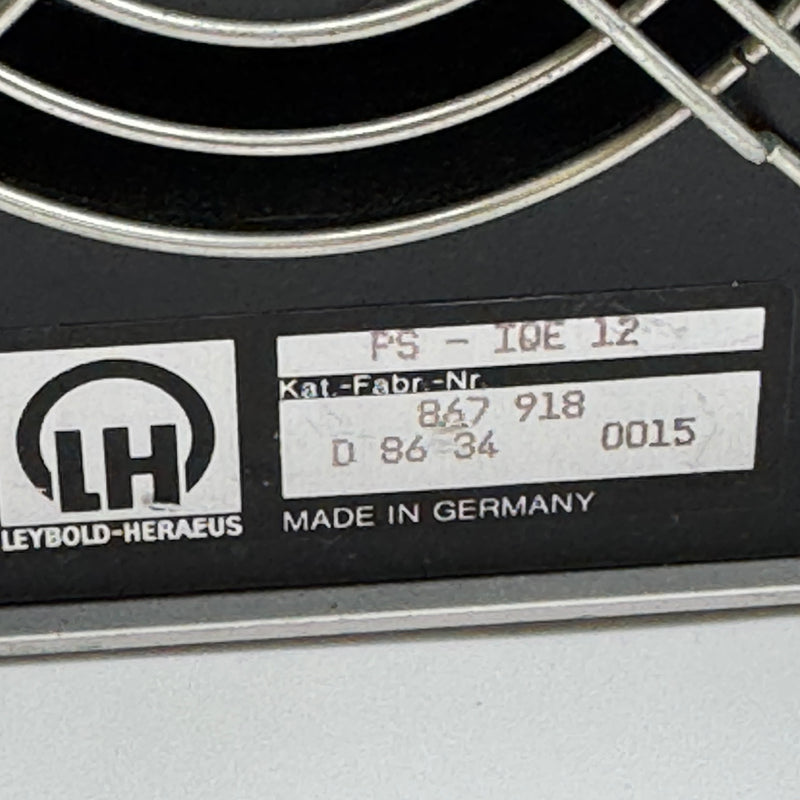 LH
LEYBOLD-HERAEUS
PS - IQE 12
Kat.-Fabr.-Nr.
867 918
D 86 34 0015
MADE IN GERMANY